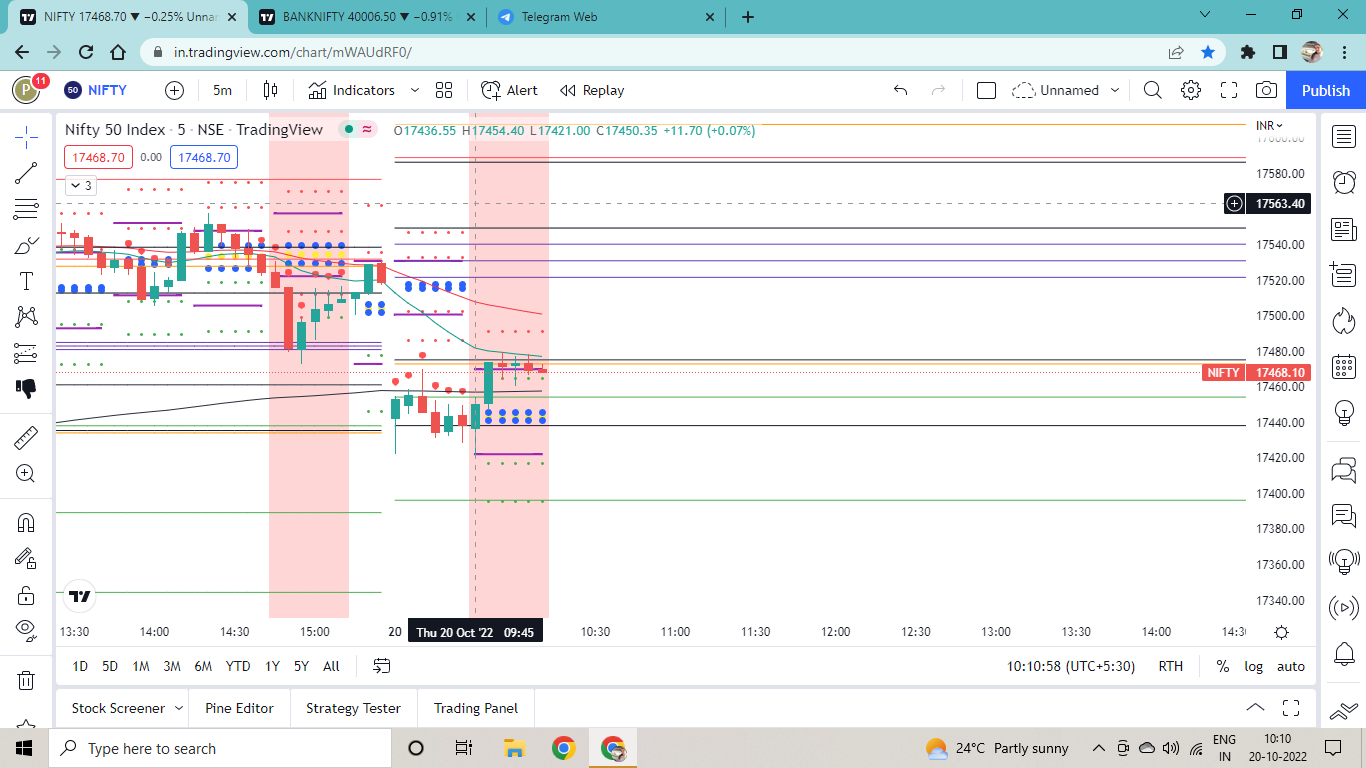 NIFTY 17468.70 ▼ −0.25% Unnar
BANKNIFTY 40006.50 ▼ −0.91%
Telegram Web
in.tradingview.com/chart/mWAUdRF0/
P 11
50 NIFTY 5m Indicators Alert Replay Unnamed Publish
Nifty 50 Index · 5 · NSE · TradingView
O17436.55 H17454.40 L17421.00 C17450.35 +11.70 (+0.07%)
INR
17468.70 0.00 17468.70
3
17600.00
17580.00
17563.40
17540.00
17520.00
17500.00
17480.00
NIFTY 17468.10
17460.00
17440.00
17420.00
17400.00
17380.00
17360.00
17340.00
13:30 14:00 14:30 15:00 20 Thu 20 Oct '22 09:45 10:30 11:00 11:30 12:00 12:30 13:00 13:30 14:00 14:30
1D 5D 1M 3M 6M YTD 1Y 5Y All 10:10:58 (UTC+5:30) RTH % log auto
Stock Screener Pine Editor Strategy Tester Trading Panel
Type here to search
24°C Partly sunny
ENG
IN
10:10
20-10-2022